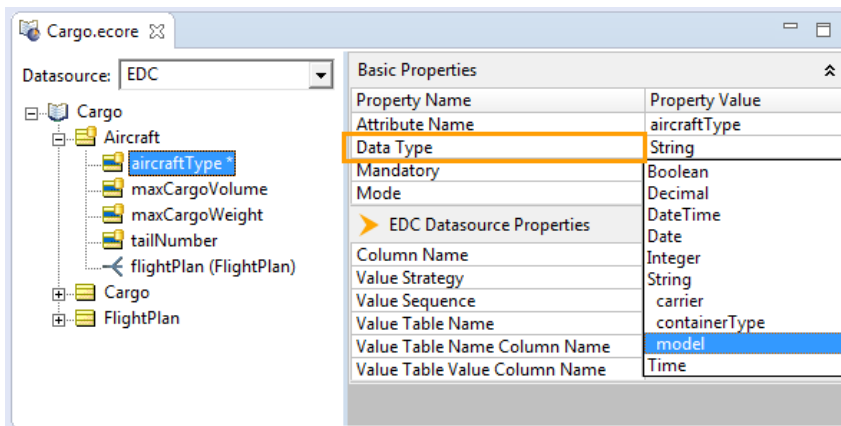 Cargo.ecore
Datasource: EDC
Cargo
Aircraft
aircraftType *
maxCargoVolume
maxCargoWeight
tailNumber
flightPlan (FlightPlan)
Cargo
FlightPlan
Basic Properties
Property Name Property Value
Attribute Name aircraftType
Data Type String
Mandatory
Mode
EDC Datasource Properties
Column Name
Value Strategy
Value Sequence
Value Table Name
Value Table Name Column Name
Value Table Value Column Name
Boolean
Decimal
DateTime
Date
Integer
String
carrier
containerType
model
Time